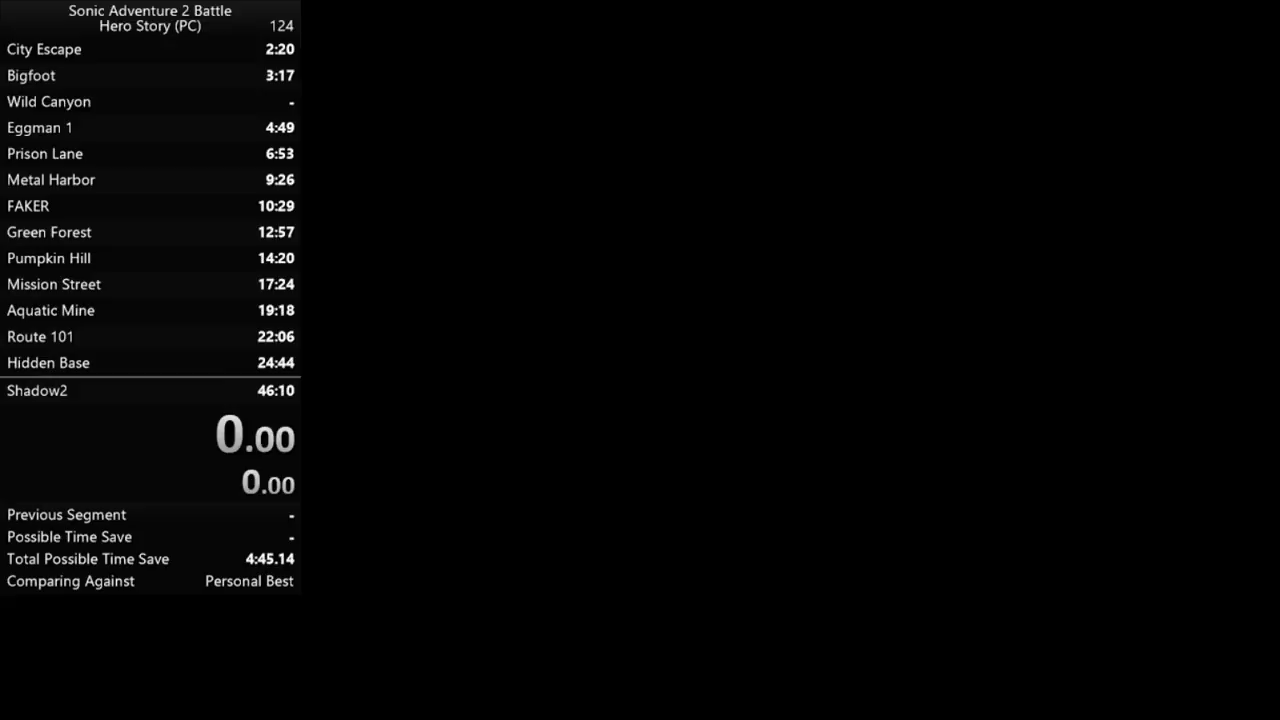 Sonic Adventure 2 Battle
Hero Story (PC) 124
City Escape 2:20
Bigfoot 3:17
Wild Canyon -
Eggman 1 4:49
Prison Lane 6:53
Metal Harbor 9:26
FAKER 10:29
Green Forest 12:57
Pumpkin Hill 14:20
Mission Street 17:24
Aquatic Mine 19:18
Route 101 22:06
Hidden Base 24:44
Shadow2 46:10
0.00
0.00
Previous Segment -
Possible Time Save -
Total Possible Time Save 4:45.14
Comparing Against Personal Best